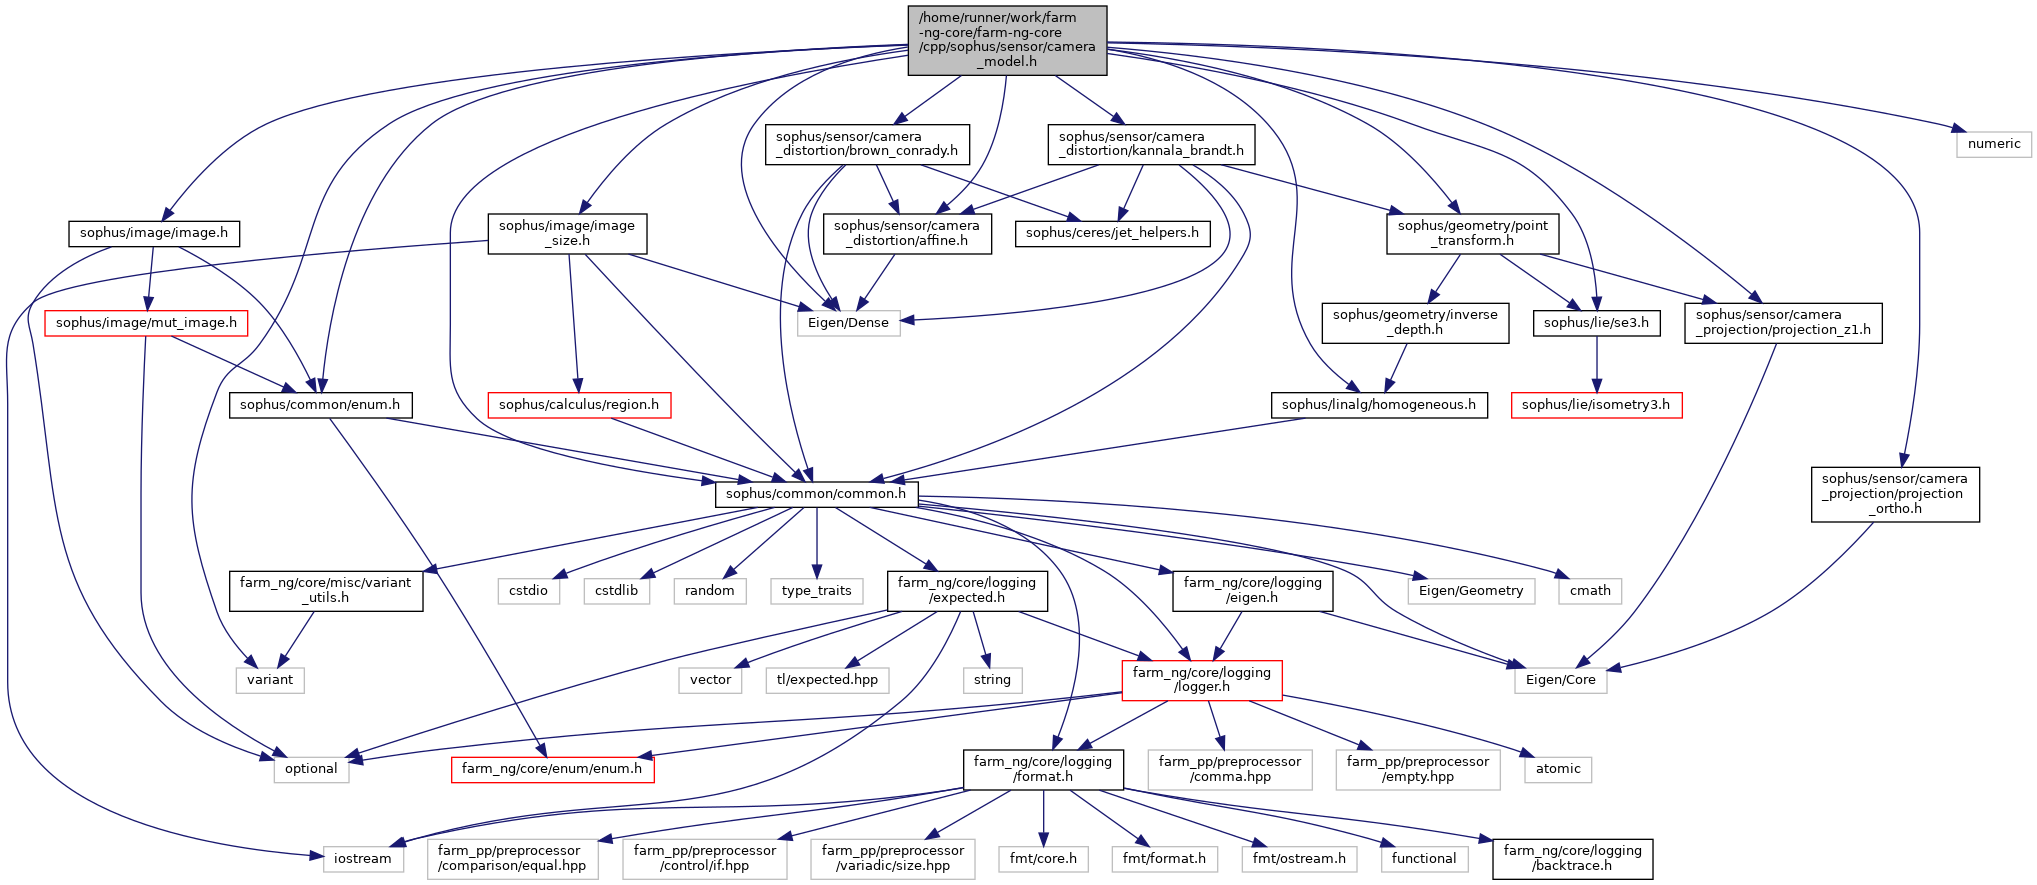 /home/runner/work/farm
-ng-core/farm-ng-core
/cpp/sophus/sensor/camera
_model.h
sophus/sensor/camera
_distortion/brown_conrady.h
sophus/sensor/camera
_distortion/kannala_brandt.h
numeric
sophus/image/image.h
sophus/image/image
_size.h
sophus/sensor/camera
_distortion/affine.h
sophus/ceres/jet_helpers.h
sophus/geometry/point
_transform.h
sophus/image/mut_image.h
Eigen/Dense
sophus/geometry/inverse
_depth.h
sophus/lie/se3.h
sophus/sensor/camera
_projection/projection_z1.h
sophus/common/enum.h
sophus/calculus/region.h
sophus/linalg/homogeneous.h
sophus/lie/isometry3.h
sophus/common/common.h
sophus/sensor/camera
_projection/projection
_ortho.h
farm_ng/core/misc/variant
_utils.h
cstdio
cstdlib
random
type_traits
farm_ng/core/logging
/expected.h
farm_ng/core/logging
/eigen.h
Eigen/Geometry
cmath
variant
vector
tl/expected.hpp
string
farm_ng/core/logging
/logger.h
Eigen/Core
optional
farm_ng/core/enum/enum.h
farm_ng/core/logging
/format.h
farm_pp/preprocessor
/comma.hpp
farm_pp/preprocessor
/empty.hpp
atomic
iostream
farm_pp/preprocessor
/comparison/equal.hpp
farm_pp/preprocessor
/control/if.hpp
farm_pp/preprocessor
/variadic/size.hpp
fmt/core.h
fmt/format.h
fmt/ostream.h
functional
farm_ng/core/logging
/backtrace.h